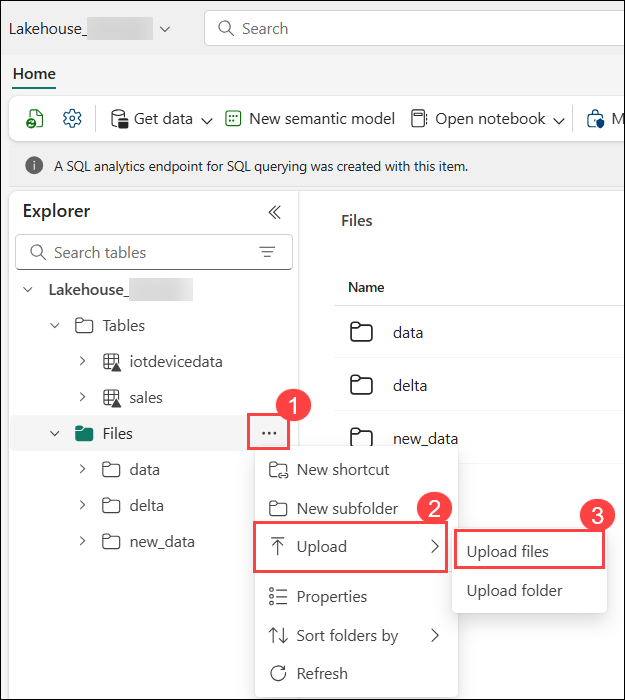 Lakehouse_
Search
Home
Get data
New semantic model
Open notebook
M
A SQL analytics endpoint for SQL querying was created with this item.
Explorer
Files
Search tables
Name
Lakehouse_
Tables
data
iotdevicedata
delta
sales
1
Files
...
new_data
data
New shortcut
delta
New subfolder
2
3
new_data
Upload
Upload files
Upload folder
Properties
Sort folders by
Refresh